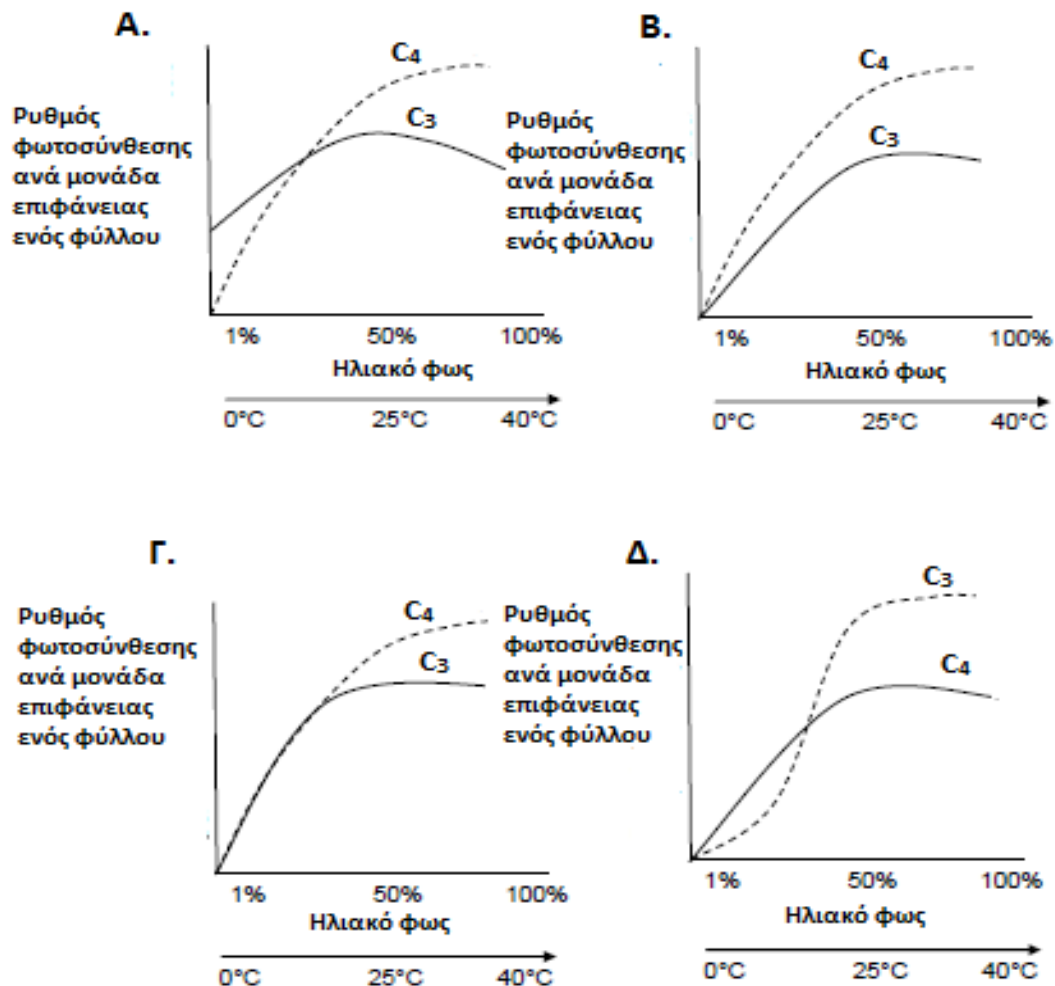 Α.
C4
C3
Ρυθμός
φωτοσύνθεσης
ανά μονάδα
επιφάνειας
ενός φύλλου
1% 50% 100%
Ηλιακό φως
0°C 25°C 40°C
Β.
C4
C3
Ρυθμός
φωτοσύνθεσης
ανά μονάδα
επιφάνειας
ενός φύλλου
1% 50% 100%
Ηλιακό φως
0°C 25°C 40°C
Γ.
C4
C3
Ρυθμός
φωτοσύνθεσης
ανά μονάδα
επιφάνειας
ενός φύλλου
1% 50% 100%
Ηλιακό φως
0°C 25°C 40°C
Δ.
C3
C4
Ρυθμός
φωτοσύνθεσης
ανά μονάδα
επιφάνειας
ενός φύλλου
1% 50% 100%
Ηλιακό φως
0°C 25°C 40°C